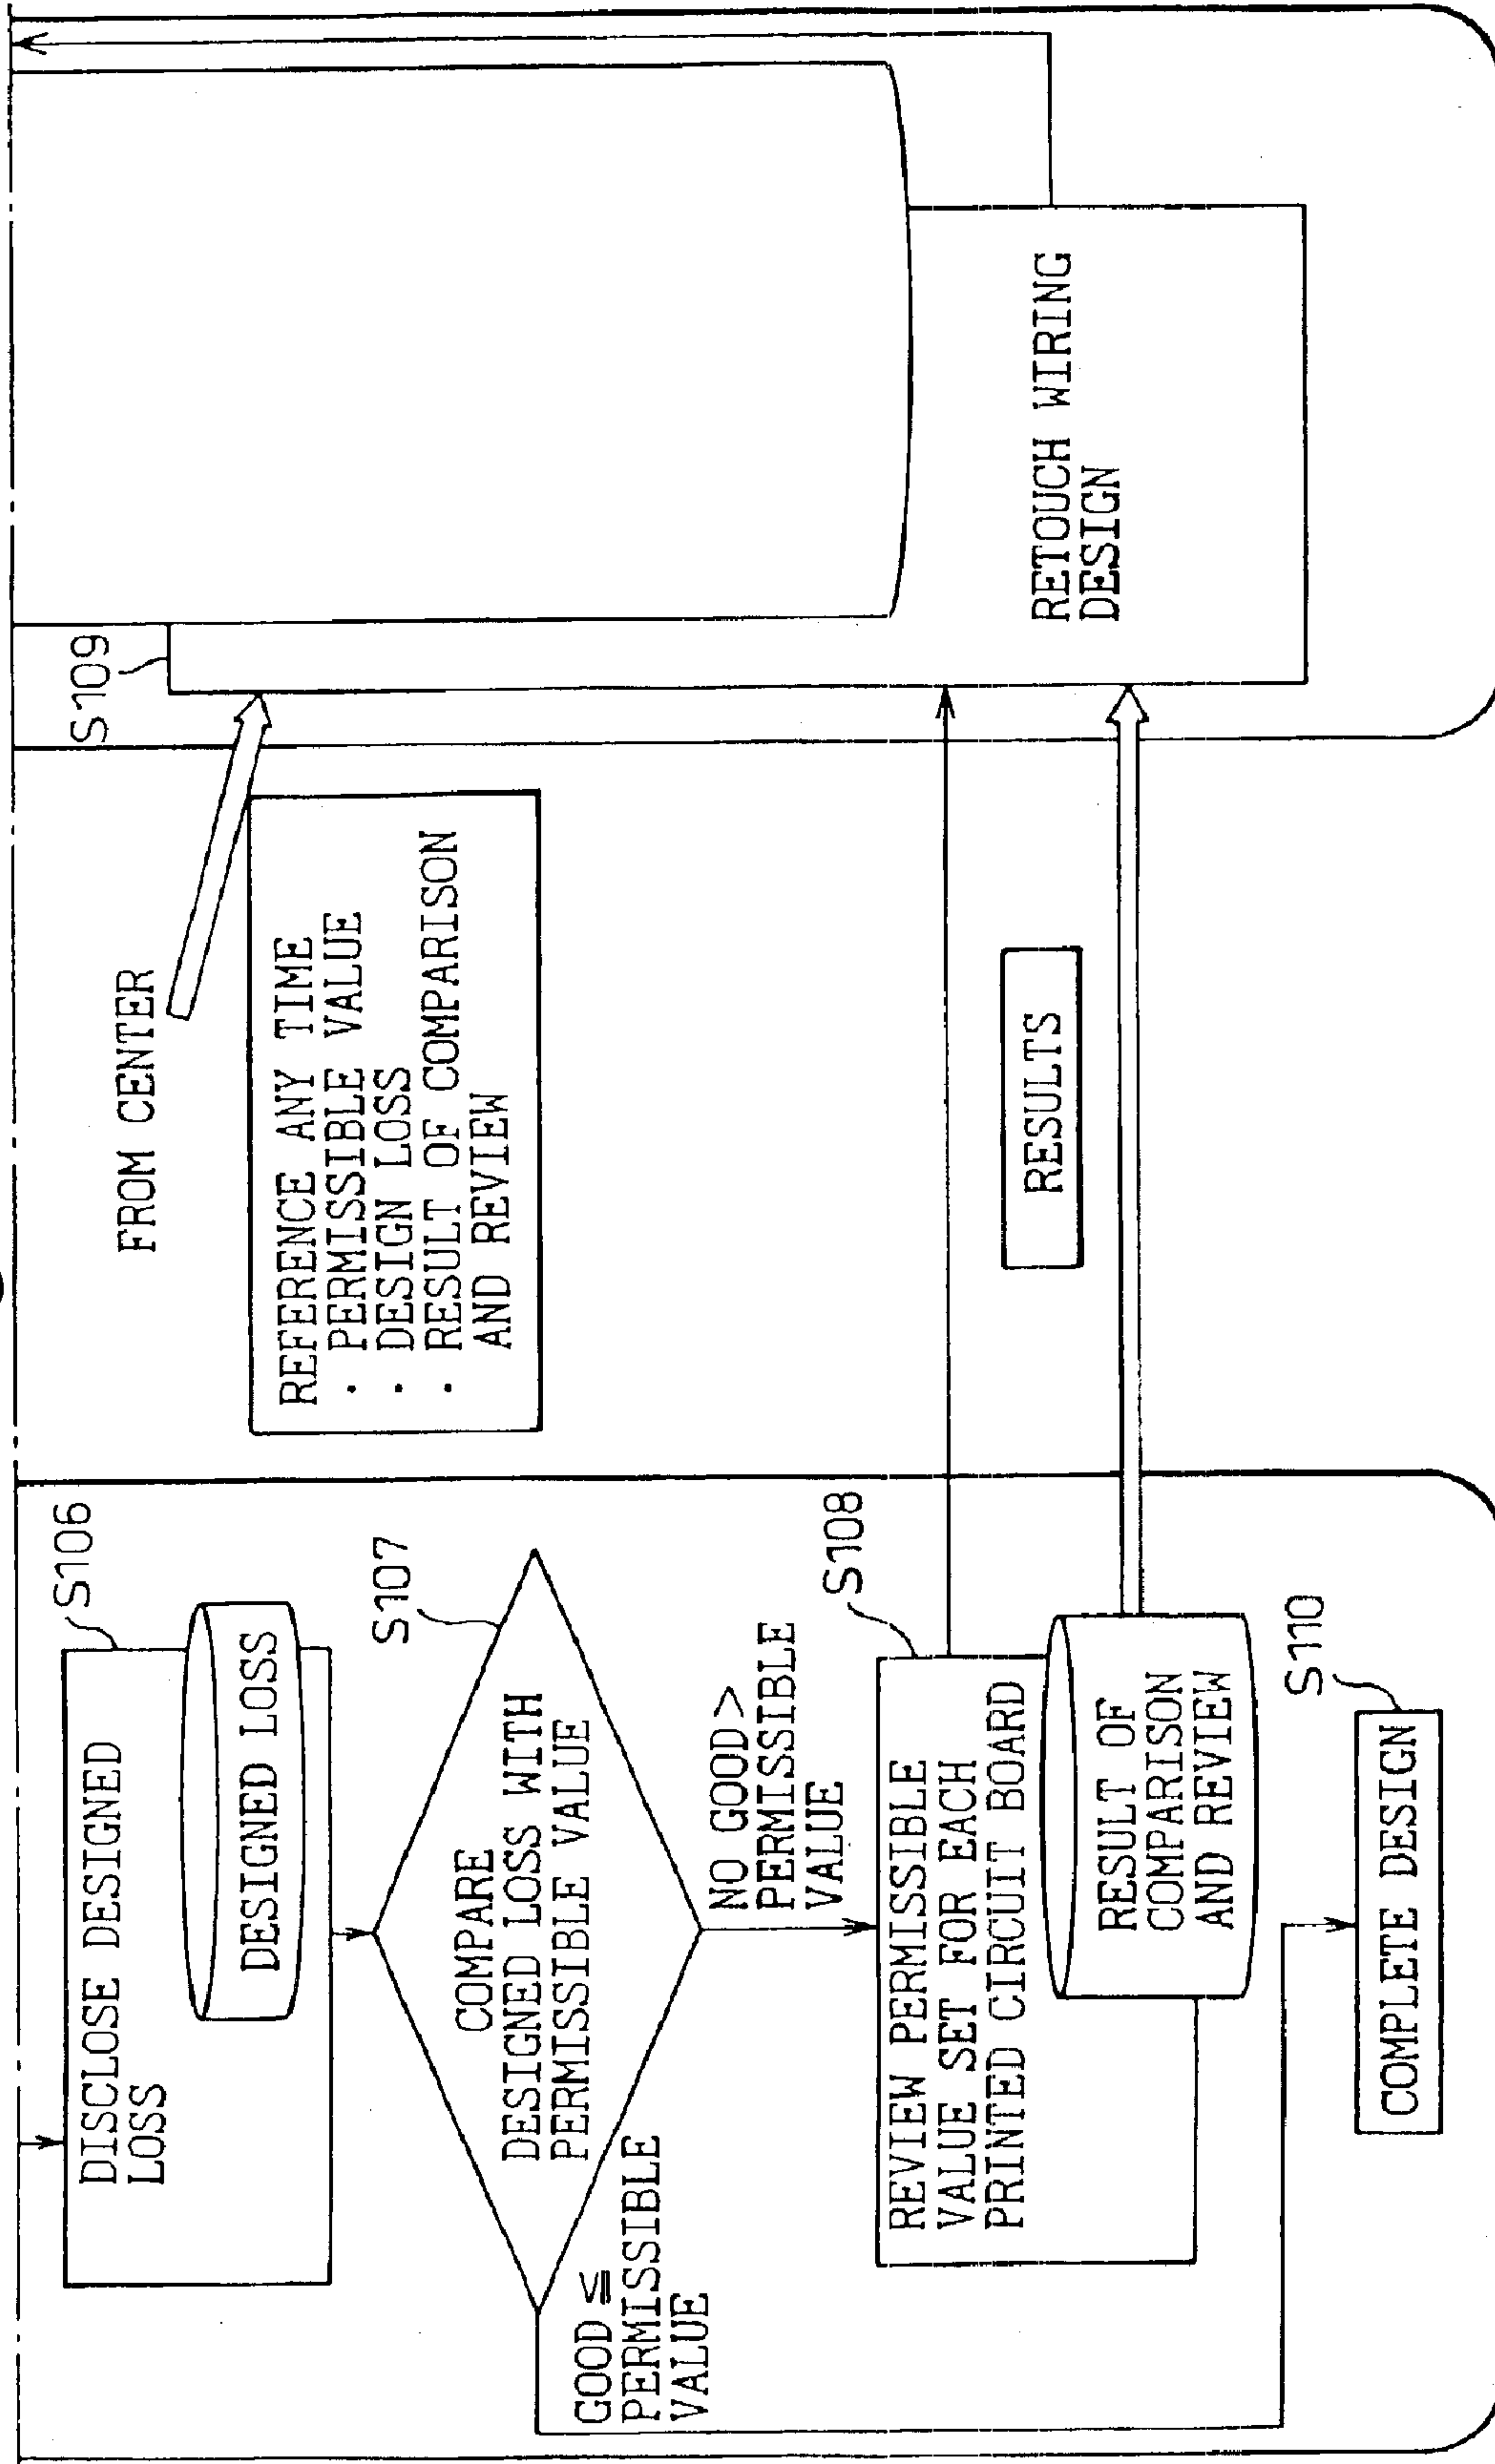 S106
DISCLOSE DESIGNED
LOSS
DESIGNED LOSS
S107
COMPARE
DESIGNED LOSS WITH
PERMISSIBLE VALUE
GOOD ≦
PERMISSIBLE
VALUE
NO GOOD>
PERMISSIBLE
VALUE
S108
REVIEW PERMISSIBLE
VALUE SET FOR EACH
PRINTED CIRCUIT BOARD
RESULT OF
COMPARISON
AND REVIEW
S110
COMPLETE DESIGN
FROM CENTER
REFERENCE ANY TIME
· PERMISSIBLE VALUE
· DESIGN LOSS
· RESULT OF COMPARISON
AND REVIEW
RESULTS
S109
RETOUCH WIRING
DESIGN